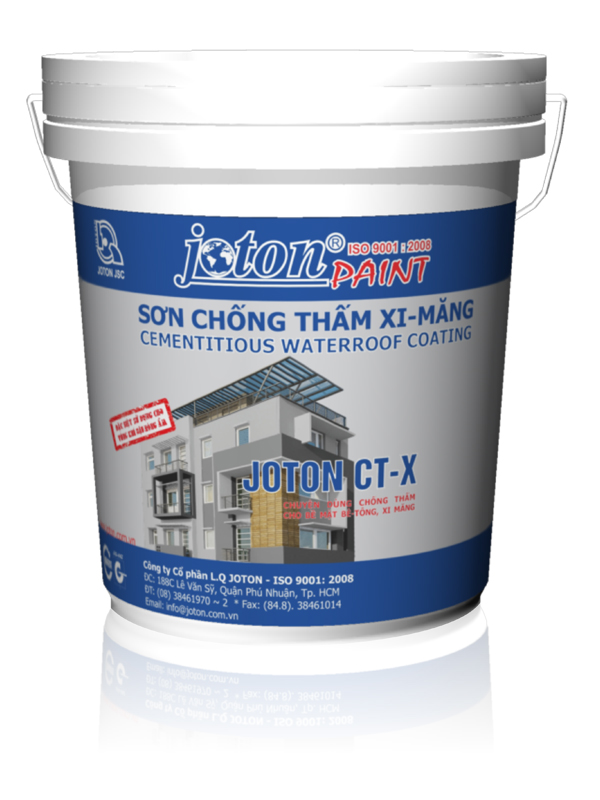 JOTON JSC
joton® ISO 9001 : 2008
PAINT
SƠN CHỐNG THẤM XI-MĂNG
CEMENTITIOUS WATERROOF COATING
JOTON CT-X
CHUYÊN DÙNG CHỐNG THẤM
CHO BỀ MẶT BÊ TÔNG, XI MĂNG
Công ty Cổ phần L.Q JOTON - ISO 9001: 2008
ĐC: 188C Lê Văn Sỹ, Quận Phú Nhuận, Tp. HCM
ĐT: (08) 38461970 ~ 2 * Fax: (84.8). 38461014
Email: info@joton.com.vn